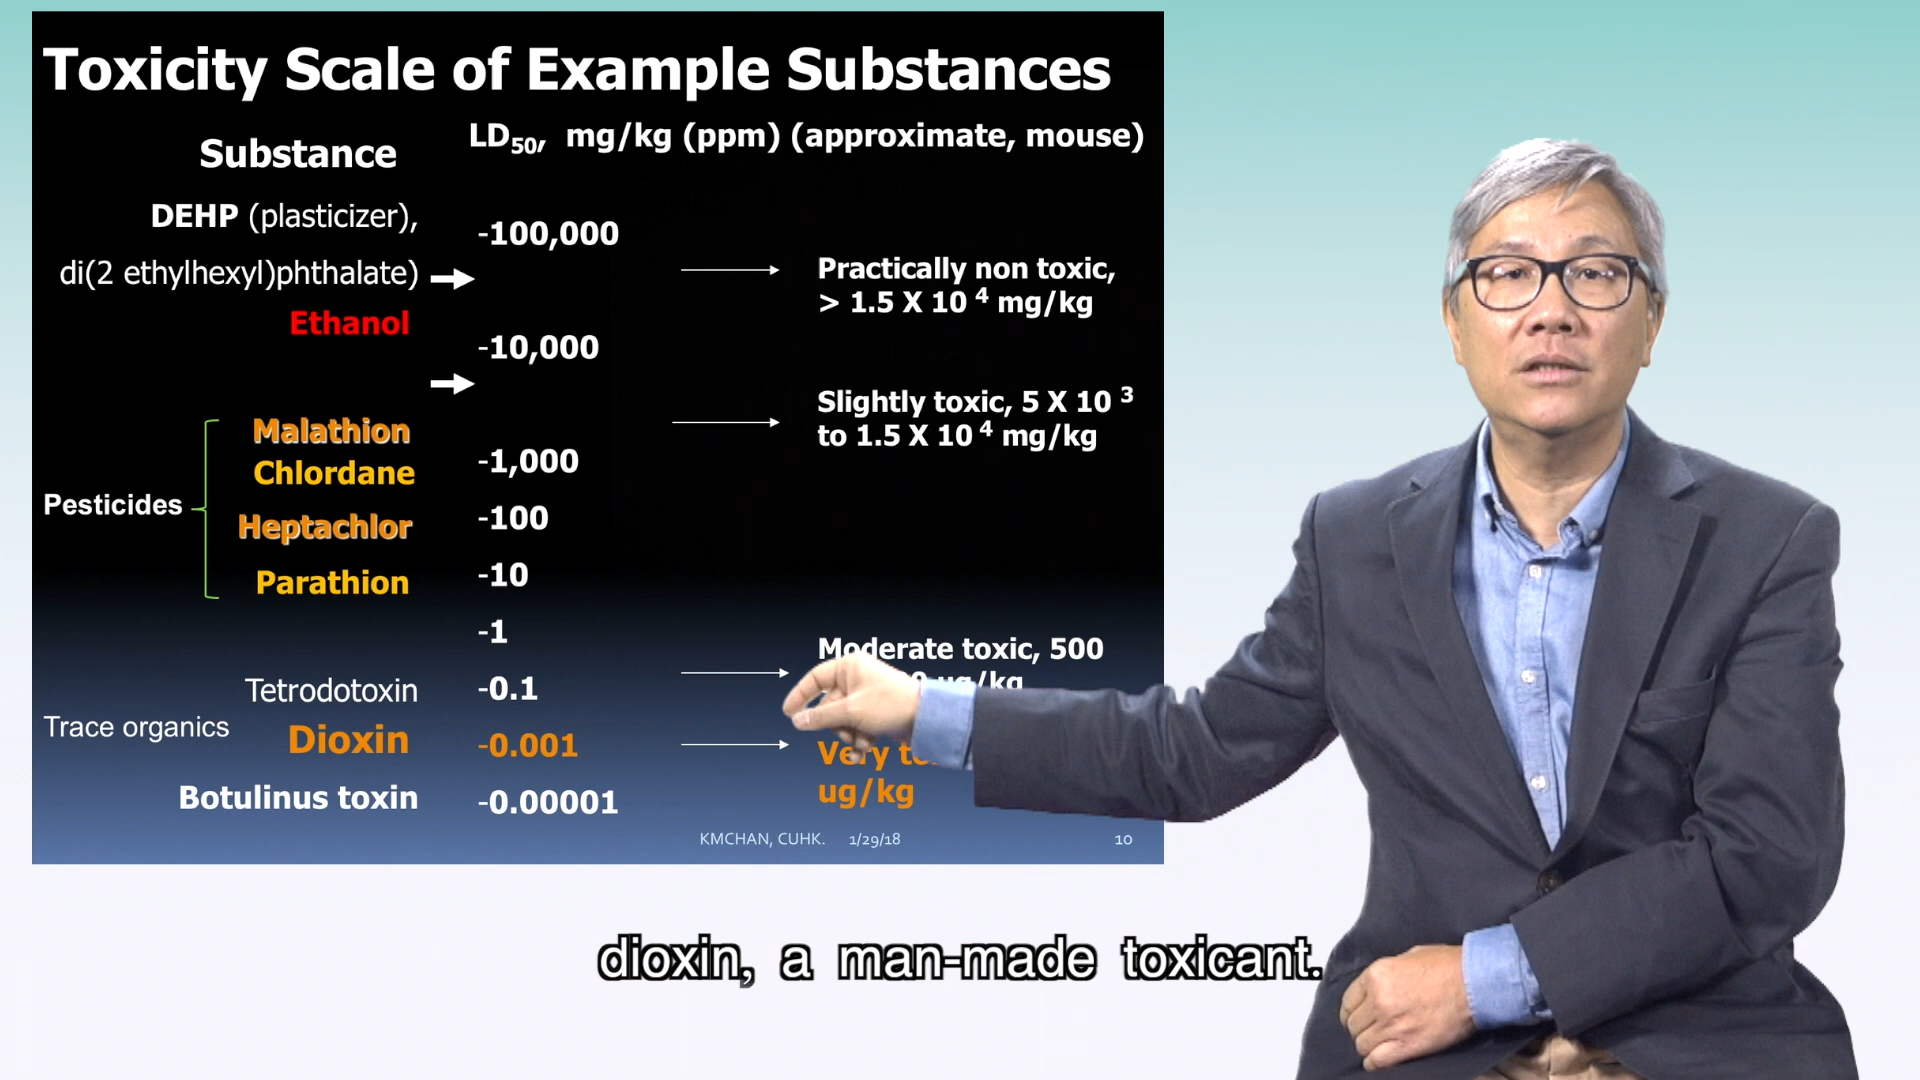 Toxicity Scale of Example Substances
Substance
LD50, mg/kg (ppm) (approximate, mouse)
DEHP (plasticizer),
di(2 ethylhexyl)phthalate)
Ethanol
Pesticides
Malathion
Chlordane
Heptachlor
Parathion
Tetrodotoxin
Trace organics
Dioxin
Botulinus toxin
-100,000
-10,000
-1,000
-100
-10
-1
-0.1
-0.001
-0.00001
Practically non toxic,
> 1.5 X 10 4 mg/kg
Slightly toxic, 5 X 10 3
to 1.5 X 10 4 mg/kg
Moderate toxic, 500
ug/kg
Very
ug/kg
KMCHAN, CUHK. 1/29/18 10
dioxin, a man-made toxicant.